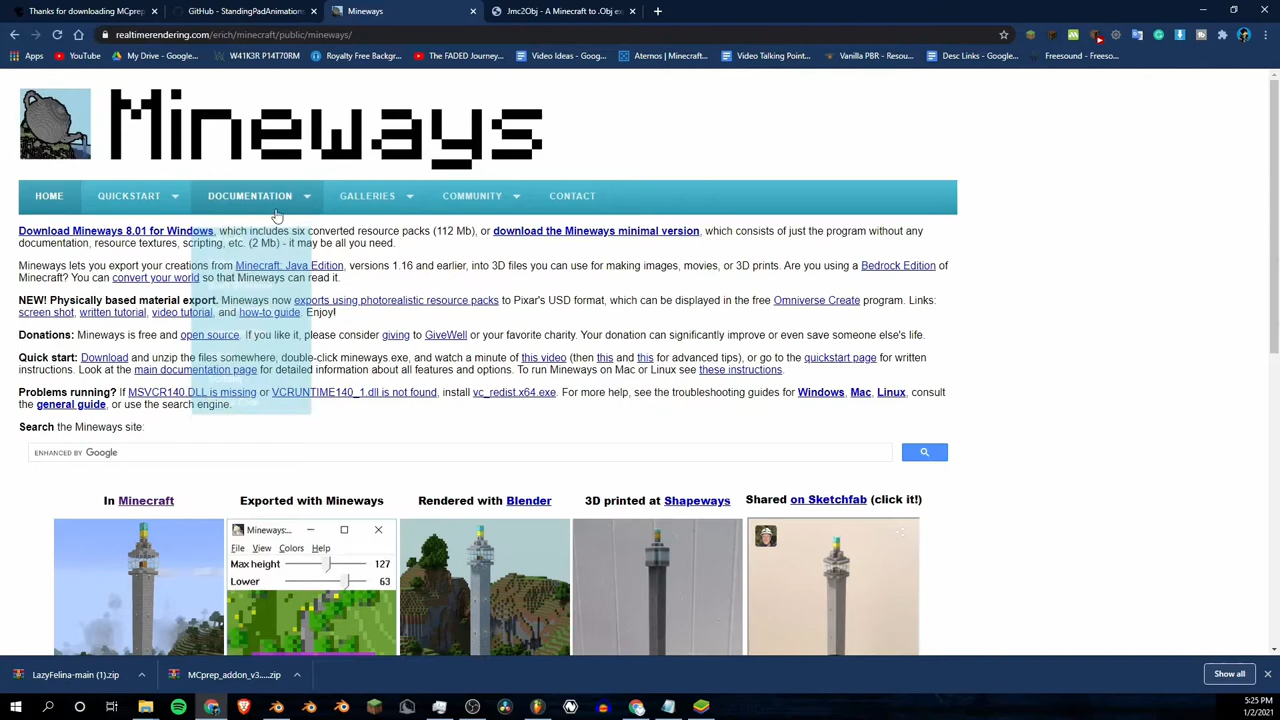 Thanks for downloading MCprep
GitHub - StandingPadAnimations
Mineways
Jmc2Obj - A Minecraft to .Obj ex
realtimerendering.com/erich/minecraft/public/mineways/
Apps
YouTube
My Drive - Google...
W41K3R P14T70RM
Royalty Free Backg...
The FADED Journey...
Video Ideas - Goog...
Aternos | Minecraft...
Video Talking Point...
Vanilla PBR - Resou...
Desc Links - Googl...
Freesound - Freeso...
Mineways
HOME QUICKSTART DOCUMENTATION GALLERIES COMMUNITY CONTACT
Download Mineways 8.01 for Windows, which includes six converted resource packs (112 Mb), or download the Mineways minimal version, which consists of just the program without any
documentation, resource textures, scripting, etc. (2 Mb) - it may be all you need.
Mineways lets you export your creations from Minecraft: Java Edition, versions 1.16 and earlier, into 3D files you can use for making images, movies, or 3D prints. Are you using a Bedrock Edition of
Minecraft? You can convert your world so that Mineways can read it.
NEW! Physically based material export. Mineways now exports using photorealistic resource packs to Pixar's USD format, which can be displayed in the free Omniverse Create program. Links:
screen shot, written tutorial, video tutorial, and how-to guide. Enjoy!
Donations: Mineways is free and open source. If you like it, please consider giving to GiveWell or your favorite charity. Your donation can significantly improve or even save someone else's life.
Quick start: Download and unzip the files somewhere, double-click mineways.exe, and watch a minute of this video (then this and this for advanced tips), or go to the quickstart page for written
instructions. Look at the main documentation page for detailed information about all features and options. To run Mineways on Mac or Linux see these instructions.
Problems running? If MSVCR140.DLL is missing or VCRUNTIME140_1.dll is not found, install vc_redist.x64.exe. For more help, see the troubleshooting guides for Windows, Mac, Linux, consult
the general guide, or use the search engine.
Search the Mineways site:
ENHANCED BY Google
In Minecraft
Exported with Mineways
Rendered with Blender
3D printed at Shapeways
Shared on Sketchfab (click it!)
Mineways:...
File View Colors Help
Max height 127
Lower 63
LazyFelina-main (1).zip
MCprep_addon_v3....zip
Show all
5:25 PM
1/2/2021